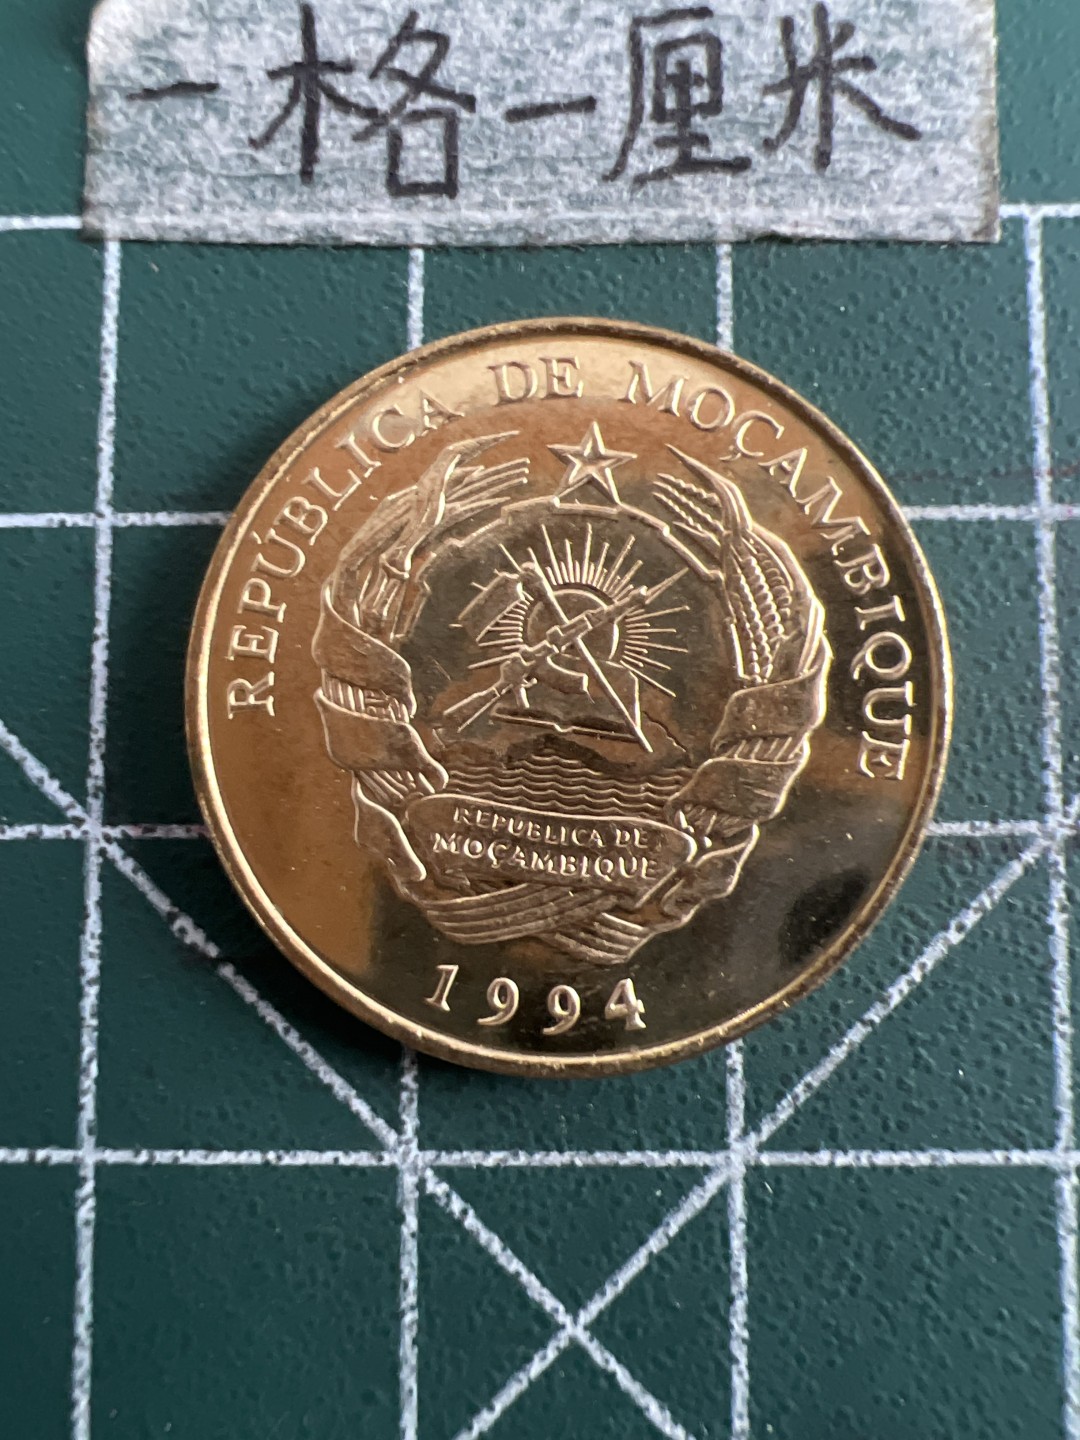 一格一厘米
REPÚBLICA DE MOÇAMBIQUE
REPUBLICA DE
MOÇAMBIQUE
1994